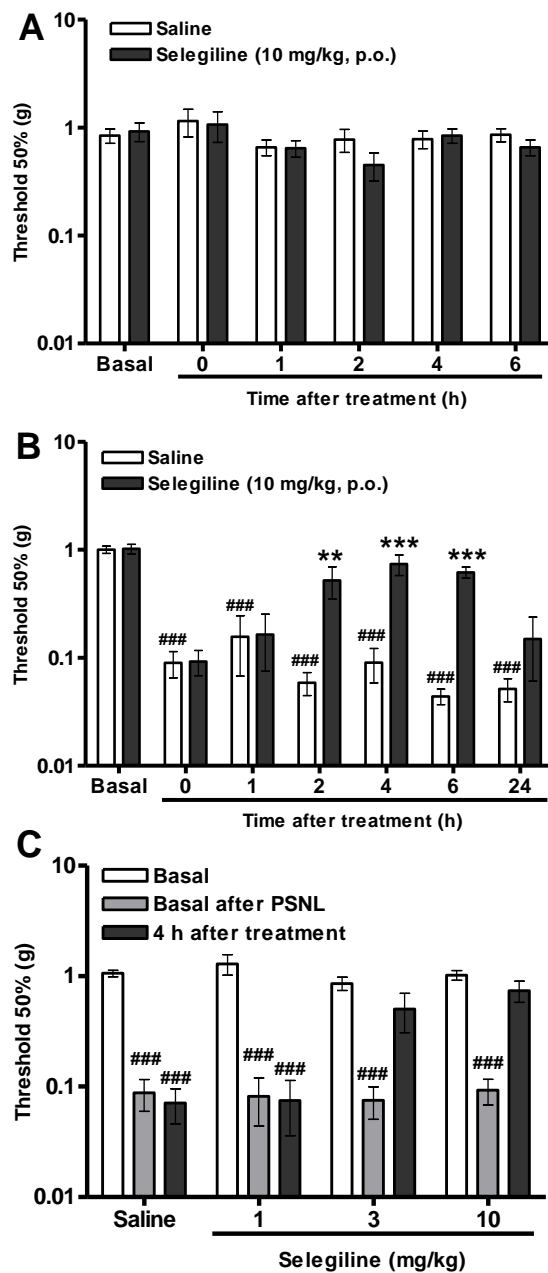 A
Saline
Selegiline (10 mg/kg, p.o.)
Threshold 50% (g)
10
1
0.1
0.01
Basal 0 1 2 4 6
Time after treatment (h)
B
Saline
Selegiline (10 mg/kg, p.o.)
Threshold 50% (g)
10
1
0.1
0.01
### ### ### ### ### ###
** *** ***
Basal 0 1 2 4 6 24
Time after treatment (h)
C
Basal
Basal after PSNL
4 h after treatment
Threshold 50% (g)
10
1
0.1
0.01
### ### ### ### ### ###
Saline 1 3 10
Selegiline (mg/kg)